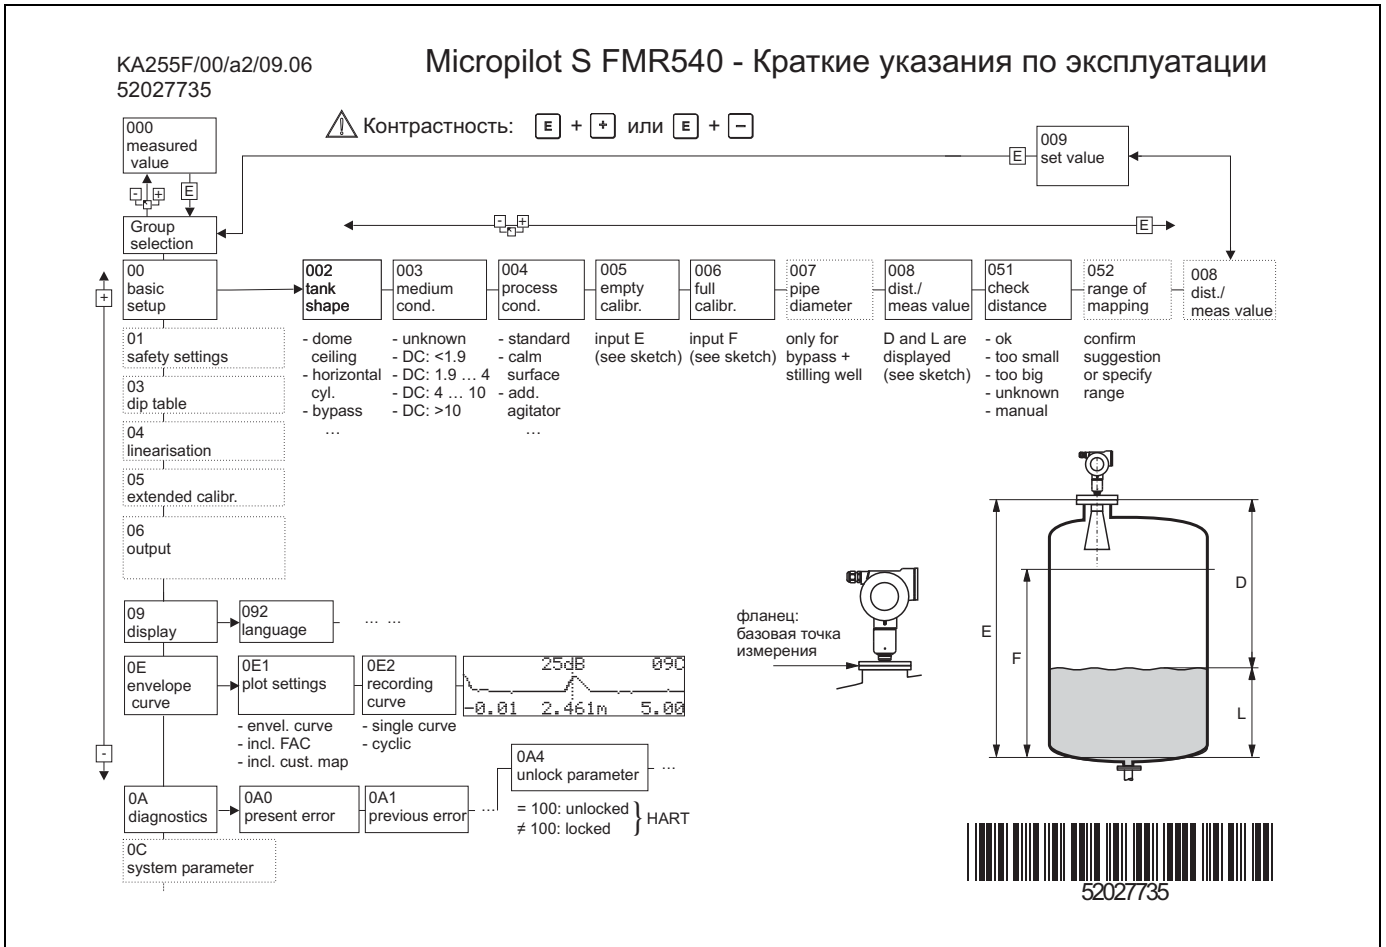 KA255F/00/a2/09.06
52027735
Micropilot S FMR540 - Краткие указания по эксплуатации
Контрастность: E + + или E + -
000
measured
value
- +
E
Group
selection
009
set value
E
- +
E
+
-
00
basic
setup
002
tank
shape
- dome
ceiling
- horizontal
cyl.
- bypass
...
003
medium
cond.
- unknown
- DC: <1.9
- DC: 1.9 ... 4
- DC: 4 ... 10
- DC: >10
004
process
cond.
- standard
- calm
surface
- add.
agitator
...
005
empty
calibr.
input E
(see sketch)
006
full
calibr.
input F
(see sketch)
007
pipe
diameter
only for
bypass +
stilling well
008
dist./
meas value
D and L are
displayed
(see sketch)
051
check
distance
- ok
- too small
- too big
- unknown
- manual
052
range of
mapping
confirm
suggestion
or specify
range
008
dist./
meas value
01
safety settings
03
dip table
04
linearisation
05
extended calibr.
06
output
09
display
092
language
... ...
0E
envelope
curve
0E1
plot settings
- envel. curve
- incl. FAC
- incl. cust. map
0E2
recording
curve
- single curve
- cyclic
25dB 09C
-0.01 2.461m 5.00
0A
diagnostics
0A0
present error
0A1
previous error
...
0A4
unlock parameter
...
= 100: unlocked
≠ 100: locked
HART
0C
system parameter
фланец:
базовая точка
измерения
E
F
D
L
52027735